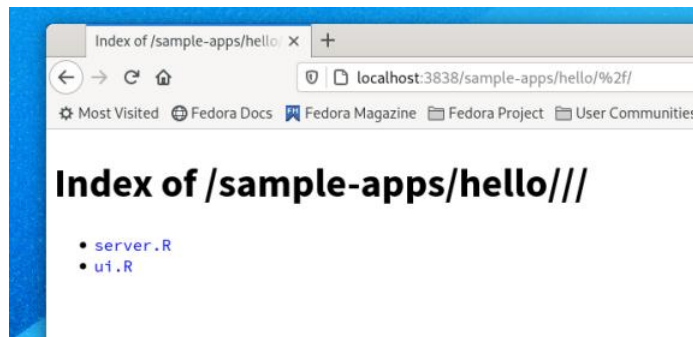 Index of /sample-apps/hello/
localhost:3838/sample-apps/hello/%2f/
Most Visited Fedora Docs Fedora Magazine Fedora Project User Communities
Index of /sample-apps/hello///
server.R
ui.R